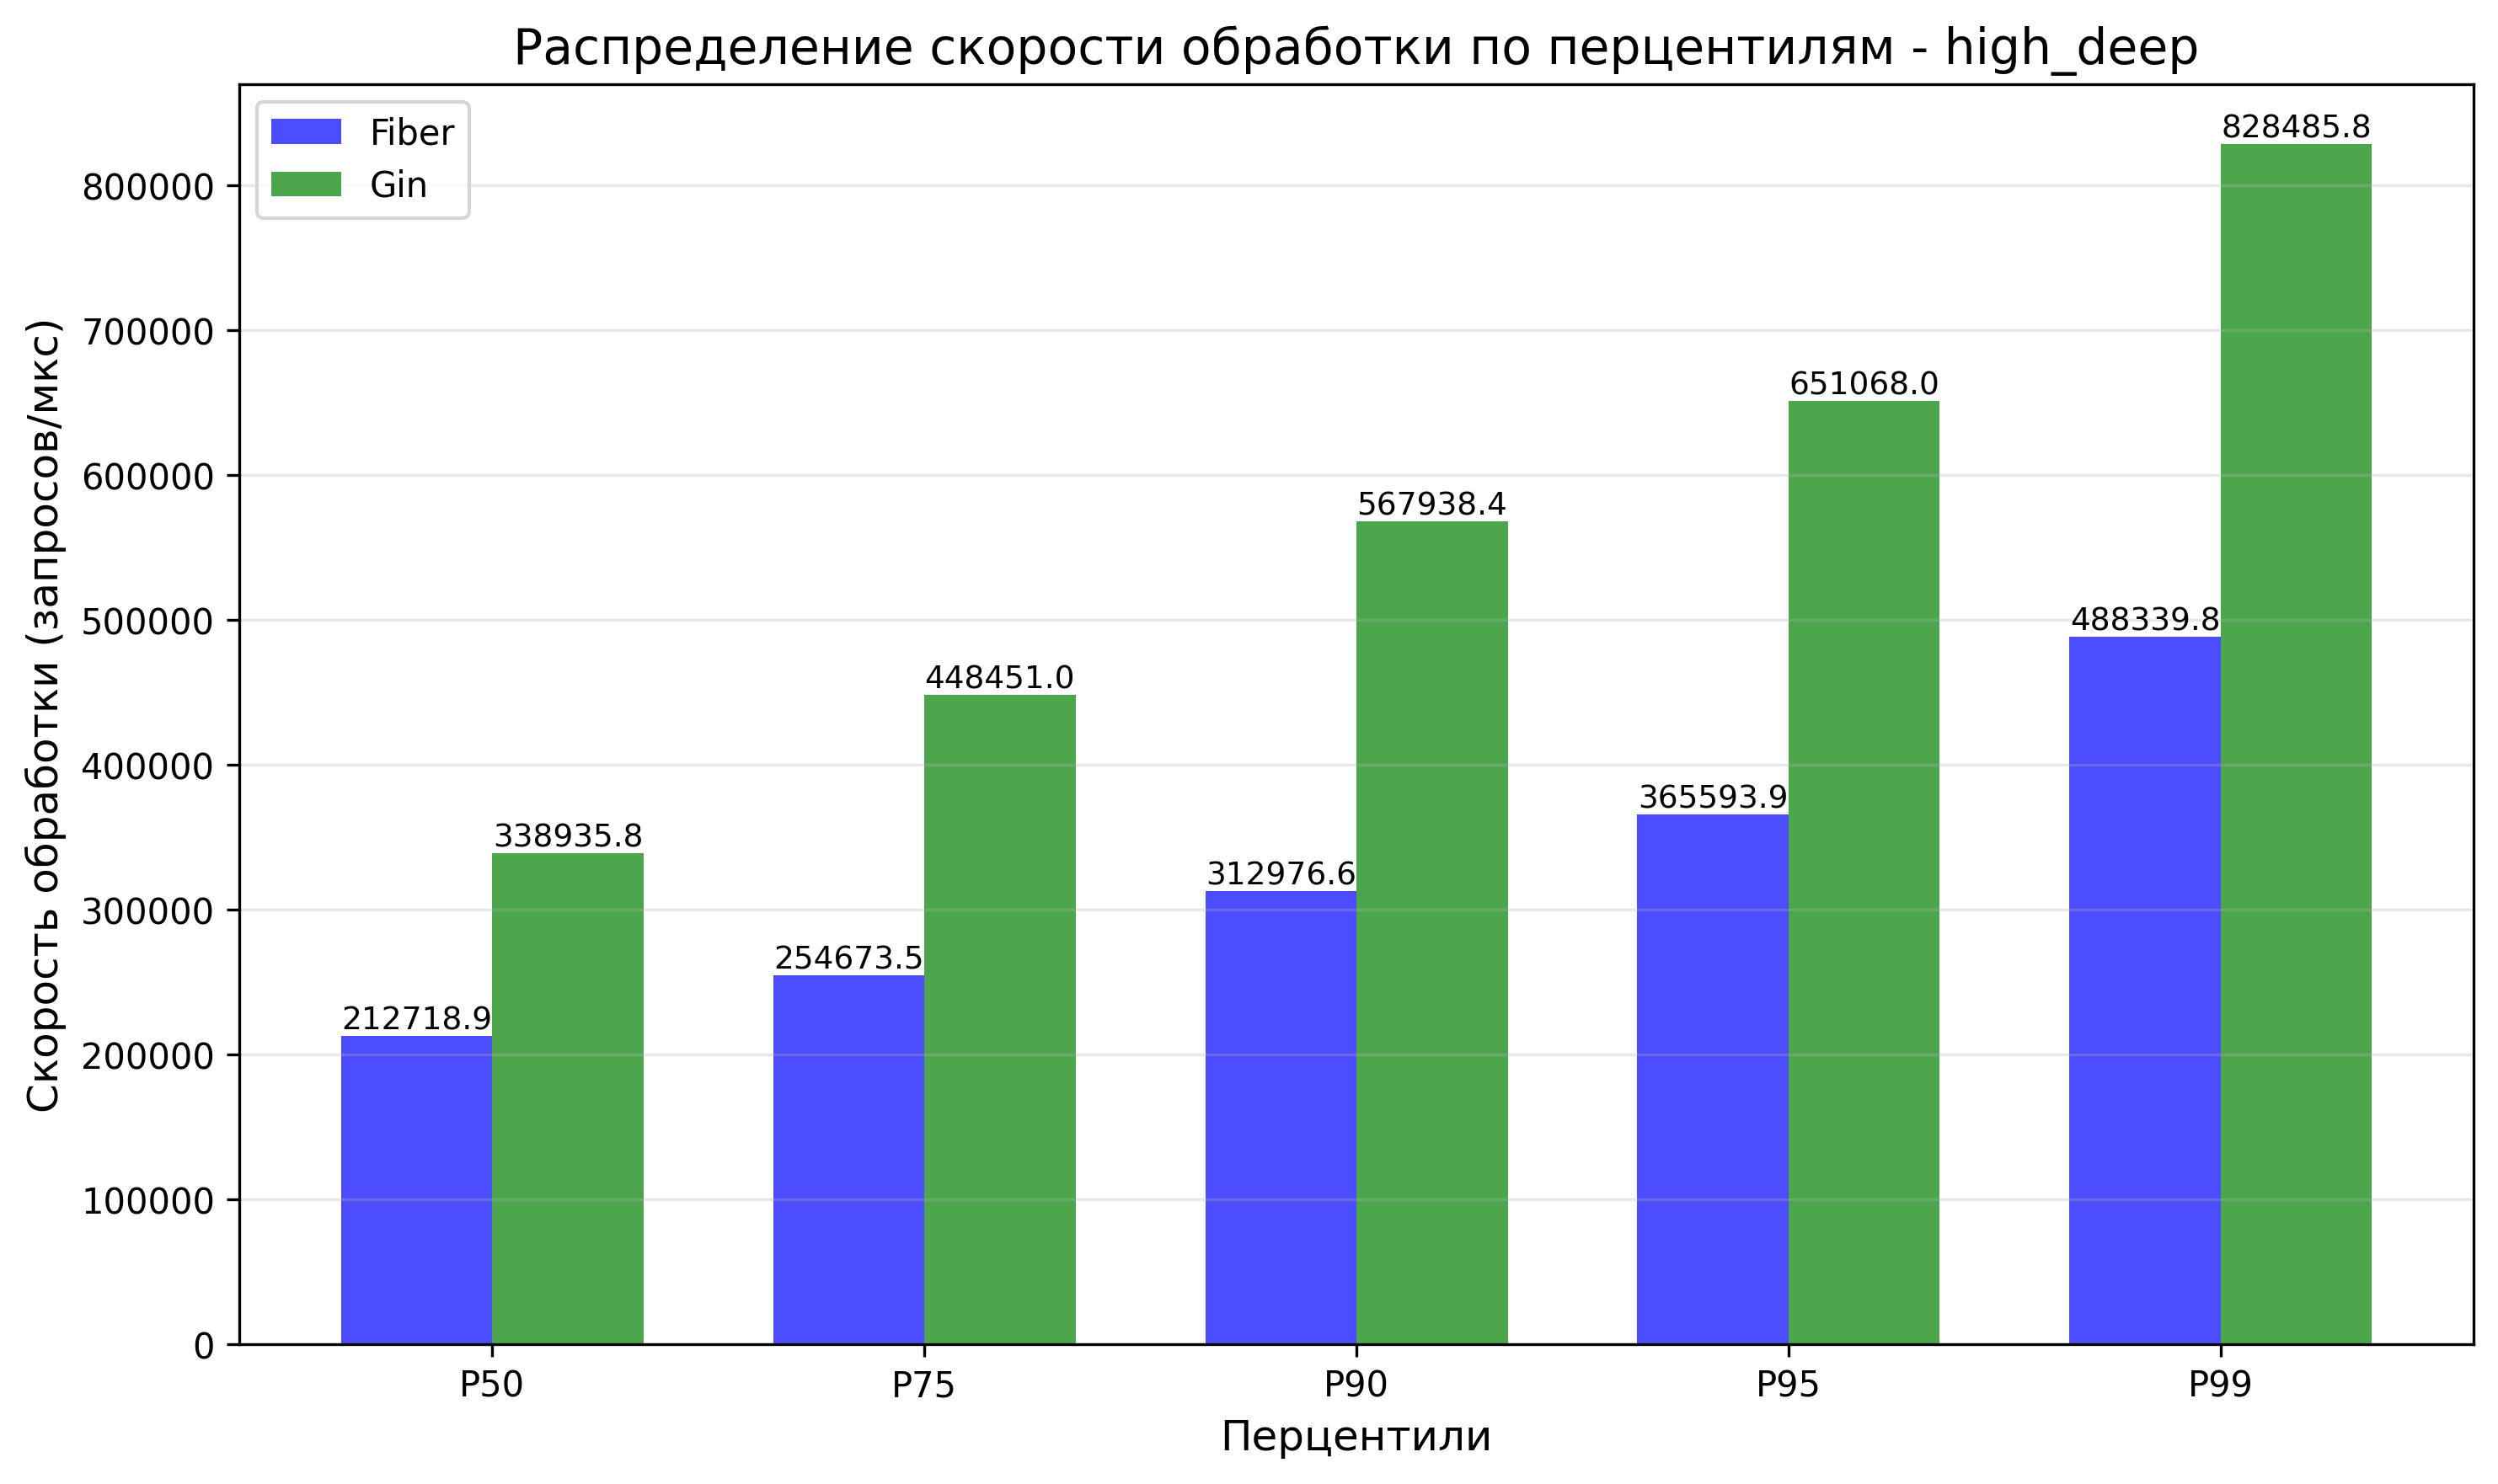 Распределение скорости обработки по перцентилям - high_deep
Fiber
Gin
Скорость обработки (запросов/мкс)
800000
700000
600000
500000
400000
300000
200000
100000
0
212718.9
338935.8
254673.5
448451.0
312976.6
567938.4
365593.9
651068.0
488339.8
828485.8
P50
P75
P90
P95
P99
Перцентили